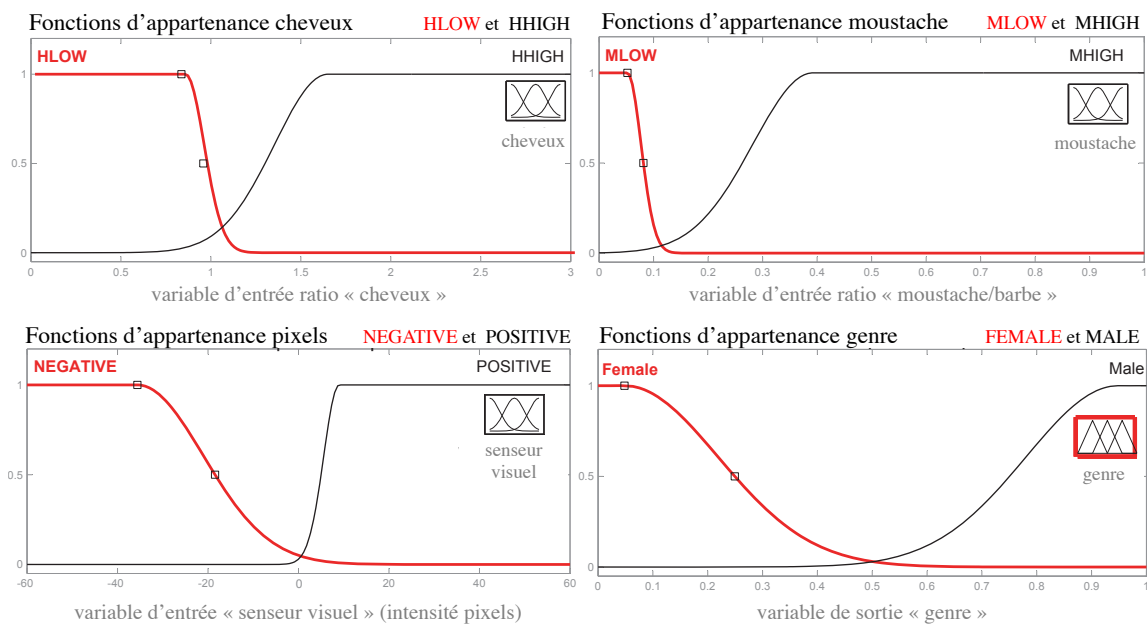 Fonctions d’appartenance cheveux HLOW et HHIGH
HLOW
HHIGH
cheveux
1
0.5
0
0 0.5 1 1.5 2 2.5 3
variable d’entrée ratio « cheveux »
Fonctions d’appartenance moustache MLOW et MHIGH
MLOW
MHIGH
moustache
1
0.5
0
0 0.1 0.2 0.3 0.4 0.5 0.6 0.7 0.8 0.9 1
variable d’entrée ratio « moustache/barbe »
Fonctions d’appartenance pixels NEGATIVE et POSITIVE
NEGATIVE
POSITIVE
senseur
visuel
1
0.5
0
-60 -40 -20 0 20 40 60
variable d’entrée « senseur visuel » (intensité pixels)
Fonctions d’appartenance genre FEMALE et MALE
Female
Male
genre
1
0.5
0
0 0.1 0.2 0.3 0.4 0.5 0.6 0.7 0.8 0.9 1
variable de sortie « genre »